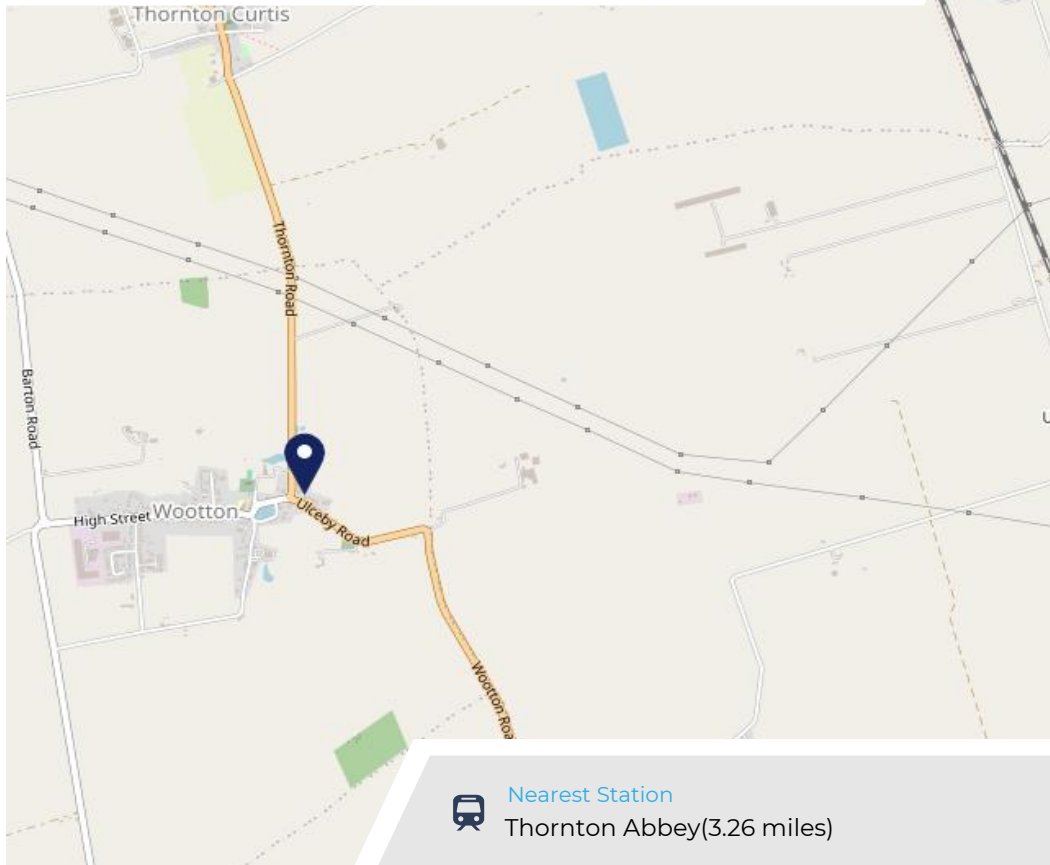 Thornton Curtis
Thornton Road
Barton Road
High Street
Wootton
Ulceby Road
U
Wootton Roa
Nearest Station
Thornton Abbey(3.26 miles)